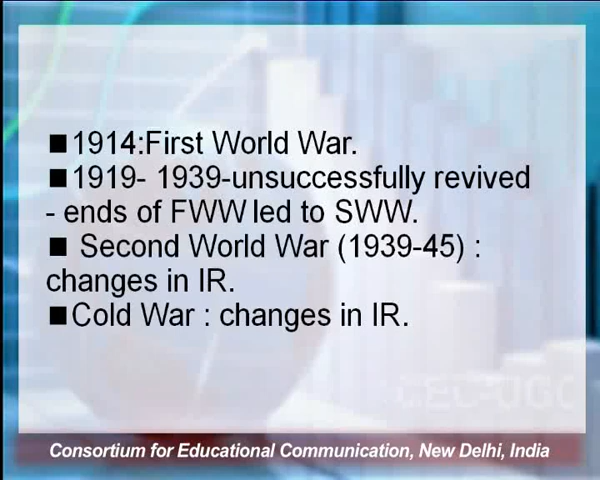 ■1914:First World War.
■1919- 1939-unsuccessfully revived
- ends of FWW led to SWW.
■ Second World War (1939-45) :
changes in IR.
■Cold War : changes in IR.
CEC-UGC
Consortium for Educational Communication, New Delhi, India